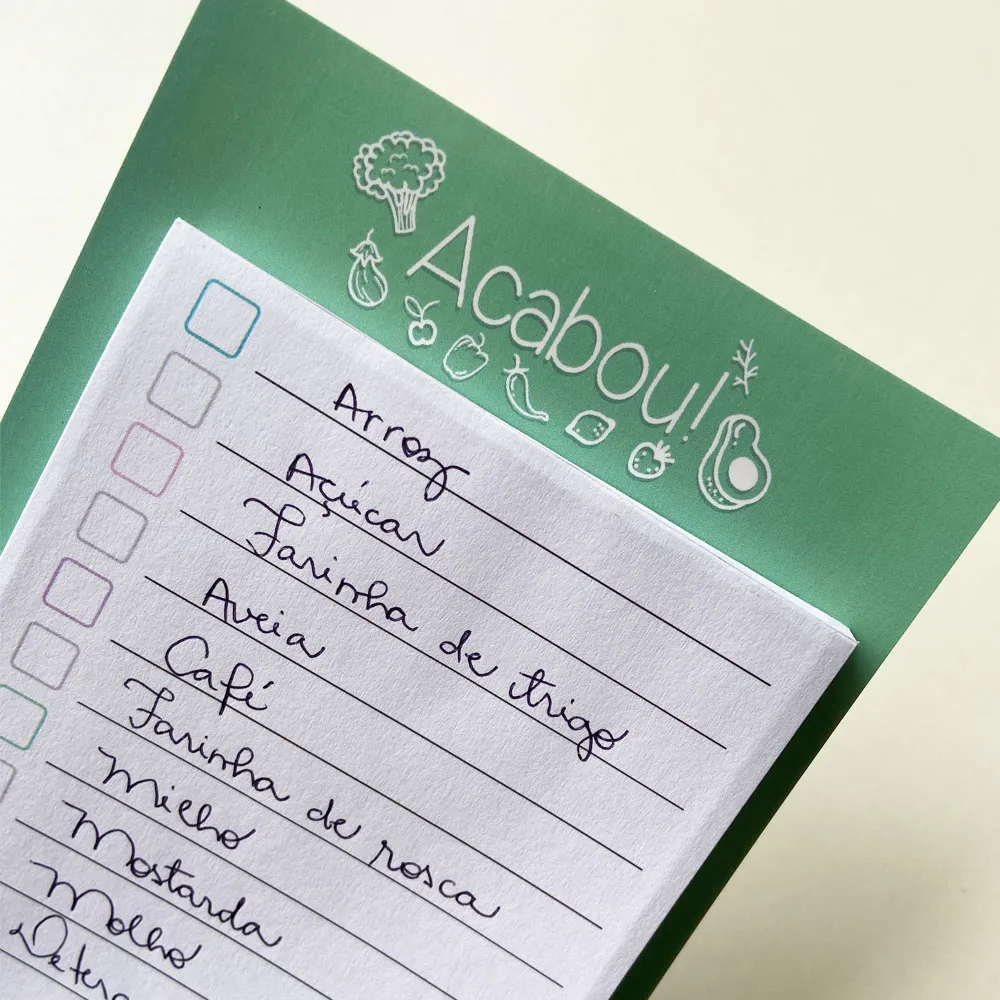 Acabou!
Arroz
Açúcar
Farinha de trigo
Aveia
Café
Farinha de rosca
Milho
Mostarda
Molho